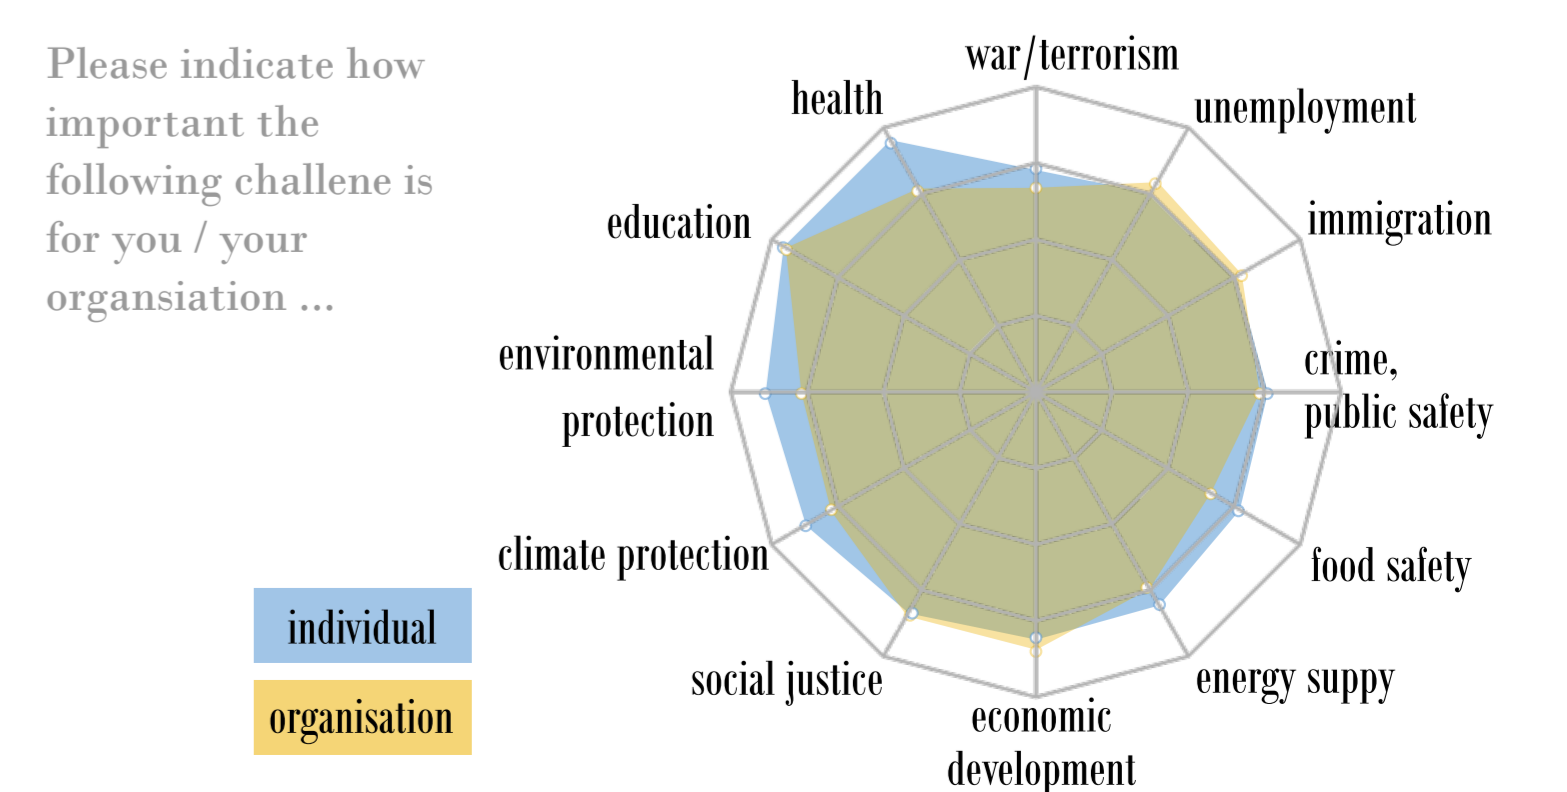 Please indicate how
important the
following challene is
for you / your
organsiation ...
war/terrorism
health
unemployment
education
immigration
environmental
protection
crime,
public safety
climate protection
food safety
social justice
energy suppy
economic
development
individual
organisation